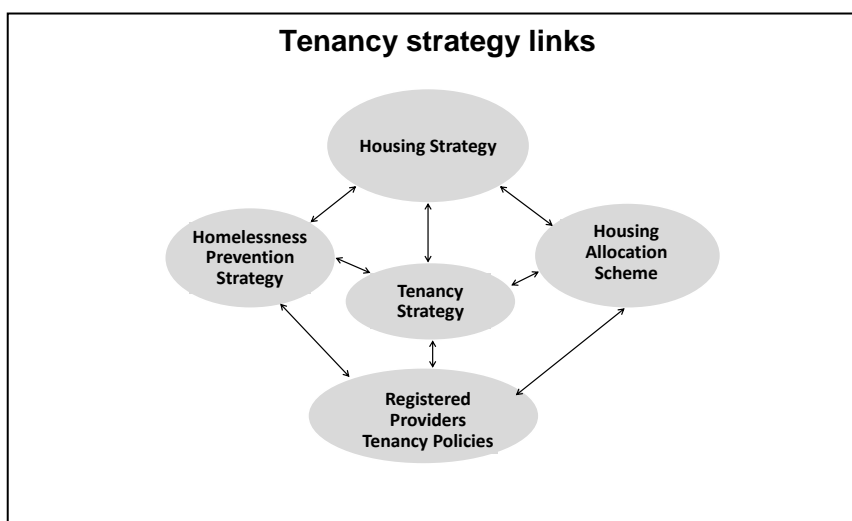 Tenancy strategy links
Housing Strategy
Homelessness
Prevention
Strategy
Housing
Allocation
Scheme
Tenancy
Strategy
Registered
Providers
Tenancy Policies